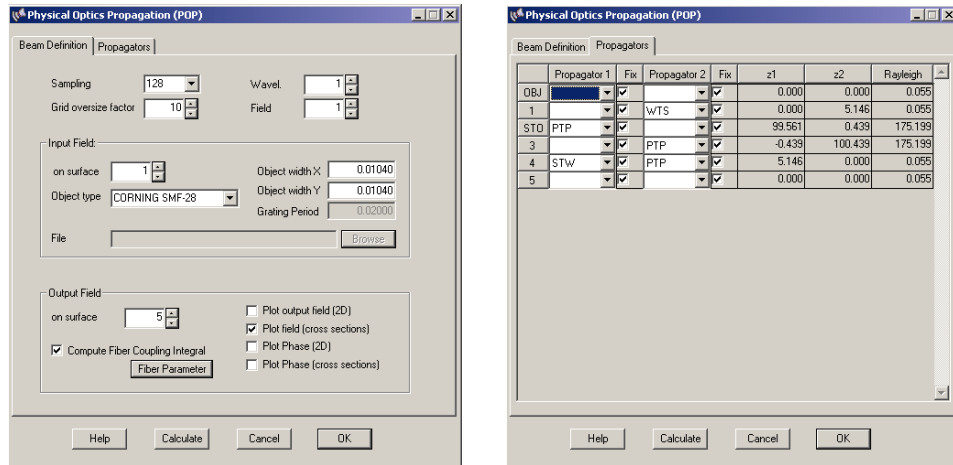 Physical Optics Propagation (POP)
Beam Definition Propagators
Sampling 128 Wavel. 1
Grid oversize factor 10 Field 1
Input Field:
on surface 1 Object width X 0.01040
Object type CORNING SMF-28 Object width Y 0.01040
Grating Period 0.02000
File Browse
Output Field
on surface 5 Plot output field (2D)
Plot field (cross sections)
Compute Fiber Coupling Integral Plot Phase (2D)
Fiber Parameter Plot Phase (cross sections)
Help Calculate Cancel OK
Physical Optics Propagation (POP)
Beam Definition Propagators
Propagator 1 Fix Propagator 2 Fix z1 z2 Rayleigh
OBJ 0.000 0.000 0.055
1 WTS 0.000 5.146 0.055
STO PTP 99.561 0.439 175.199
3 PTP -0.439 100.439 175.199
4 STW PTP 5.146 0.000 0.055
5 0.000 0.000 0.055
Help Calculate Cancel OK